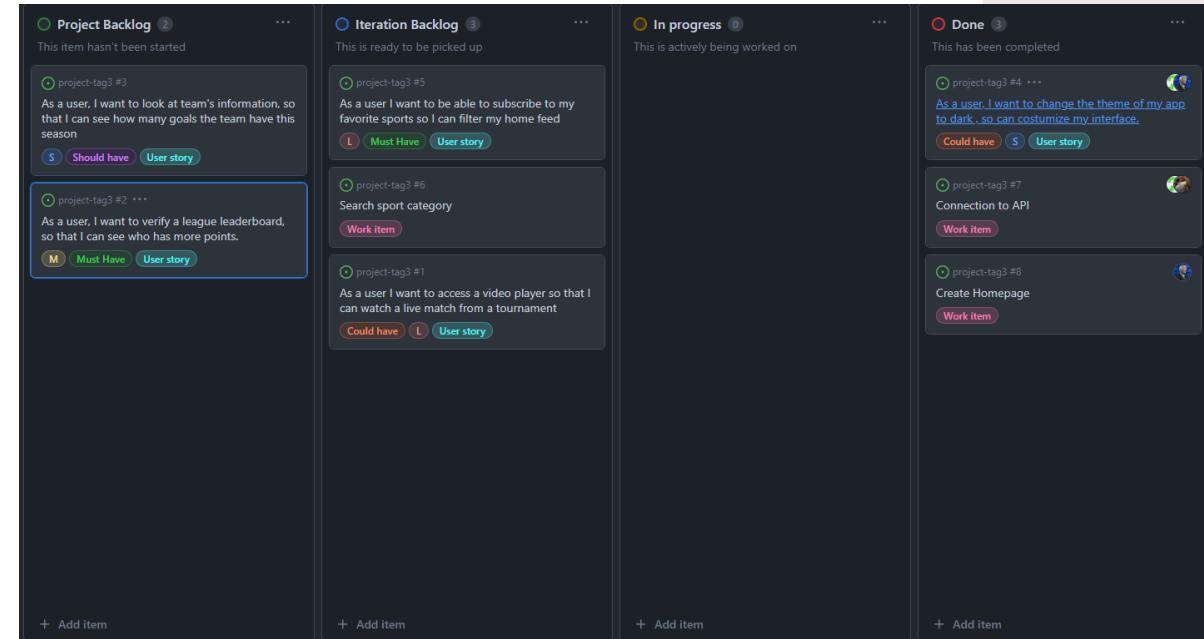 Project Backlog 2 ...
This item hasn't been started
project-tag3 #3
As a user, I want to look at team's information, so
that I can see how many goals the team have this
season
S Should have User story
project-tag3 #2 ...
As a user, I want to verify a league leaderboard,
so that I can see who has more points.
M Must Have User story
+ Add item
Iteration Backlog 3 ...
This is ready to be picked up
project-tag3 #5
As a user I want to be able to subscribe to my
favorite sports so I can filter my home feed
L Must Have User story
project-tag3 #6
Search sport category
Work item
project-tag3 #1
As a user I want to access a video player so that I
can watch a live match from a tournament
Could have L User story
+ Add item
In progress 0 ...
This is actively being worked on
+ Add item
Done 3 ...
This has been completed
project-tag3 #4 ...
As a user, I want to change the theme of my app
to dark , so can costumize my interface.
Could have S User story
project-tag3 #7
Connection to API
Work item
project-tag3 #8
Create Homepage
Work item
+ Add item